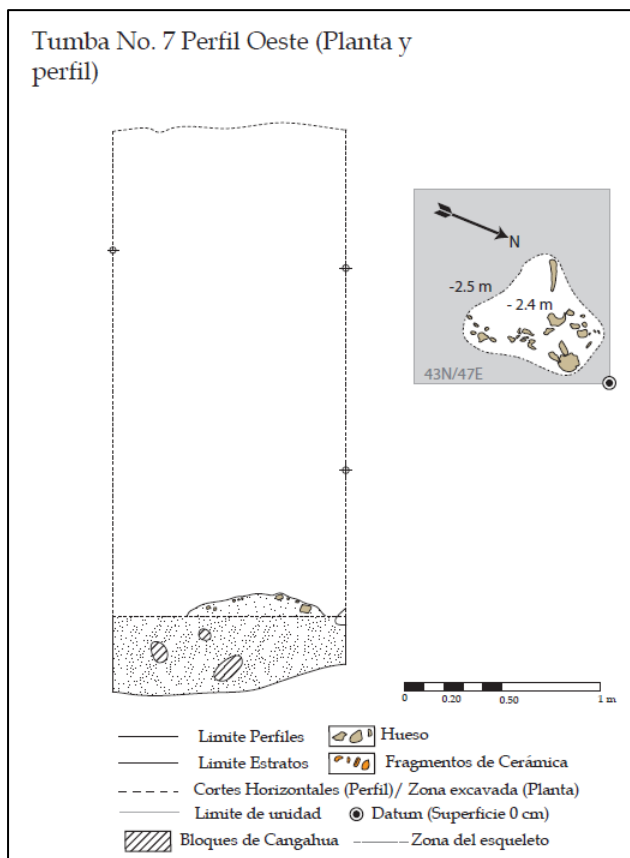 Tumba No. 7 Perfil Oeste (Planta y
perfil)
N
-2.5 m
- 2.4 m
43N/47E
0 0.20 0.50 1 m
Limite Perfiles
Hueso
Limite Estratos
Fragmentos de Cerámica
Cortes Horizontales (Perfil)/ Zona excavada (Planta)
Limite de unidad
Datum (Superficie 0 cm)
Bloques de Cangahua
Zona del esqueleto